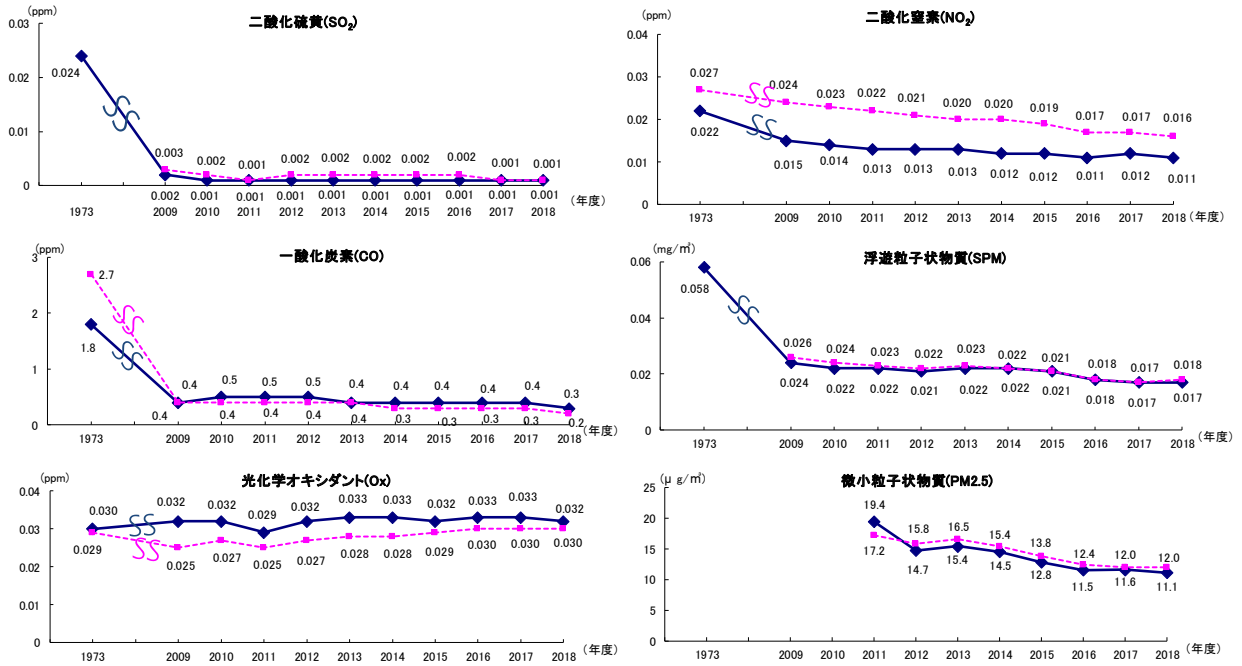 二酸化硫黄(SO₂)
(ppm)
0.03
0.02
0.01
0
0.024
0.003 0.002 0.001 0.002 0.002 0.002 0.002 0.002 0.001 0.001
0.002 0.001 0.001 0.001 0.001 0.001 0.001 0.001 0.001 0.001
1973 2009 2010 2011 2012 2013 2014 2015 2016 2017 2018 (年度)
二酸化窒素(NO₂)
(ppm)
0.04
0.03
0.02
0.01
0
0.027 0.024 0.023 0.022 0.021 0.020 0.020 0.019 0.017 0.017 0.016
0.022 0.015 0.014 0.013 0.013 0.013 0.012 0.012 0.011 0.012 0.011
1973 2009 2010 2011 2012 2013 2014 2015 2016 2017 2018 (年度)
一酸化炭素(CO)
(ppm)
3
2
1
0
2.7
1.8
0.4 0.5 0.5 0.5 0.4 0.4 0.4 0.4 0.4 0.3
0.4 0.4 0.4 0.4 0.4 0.3 0.3 0.3 0.3 0.2
1973 2009 2010 2011 2012 2013 2014 2015 2016 2017 2018 (年度)
浮遊粒子状物質(SPM)
(mg/㎥)
0.06
0.04
0.02
0.00
0.058
0.026 0.024 0.023 0.022 0.023 0.022 0.021 0.018 0.017 0.018
0.024 0.022 0.022 0.021 0.022 0.022 0.021 0.018 0.017 0.017
1973 2009 2010 2011 2012 2013 2014 2015 2016 2017 2018 (年度)
光化学オキシダント(Ox)
(ppm)
0.04
0.03
0.02
0.01
0
0.030 0.032 0.032 0.029 0.032 0.033 0.033 0.032 0.033 0.033 0.032
0.029 0.025 0.027 0.025 0.027 0.028 0.028 0.029 0.030 0.030 0.030
1973 2009 2010 2011 2012 2013 2014 2015 2016 2017 2018 (年度)
微小粒子状物質(PM2.5)
(μg/㎥)
25
20
15
10
5
0
19.4 15.8 16.5 15.4 13.8 12.4 12.0 12.0
17.2 14.7 15.4 14.5 12.8 11.5 11.6 11.1
1973 2009 2010 2011 2012 2013 2014 2015 2016 2017 2018 (年度)